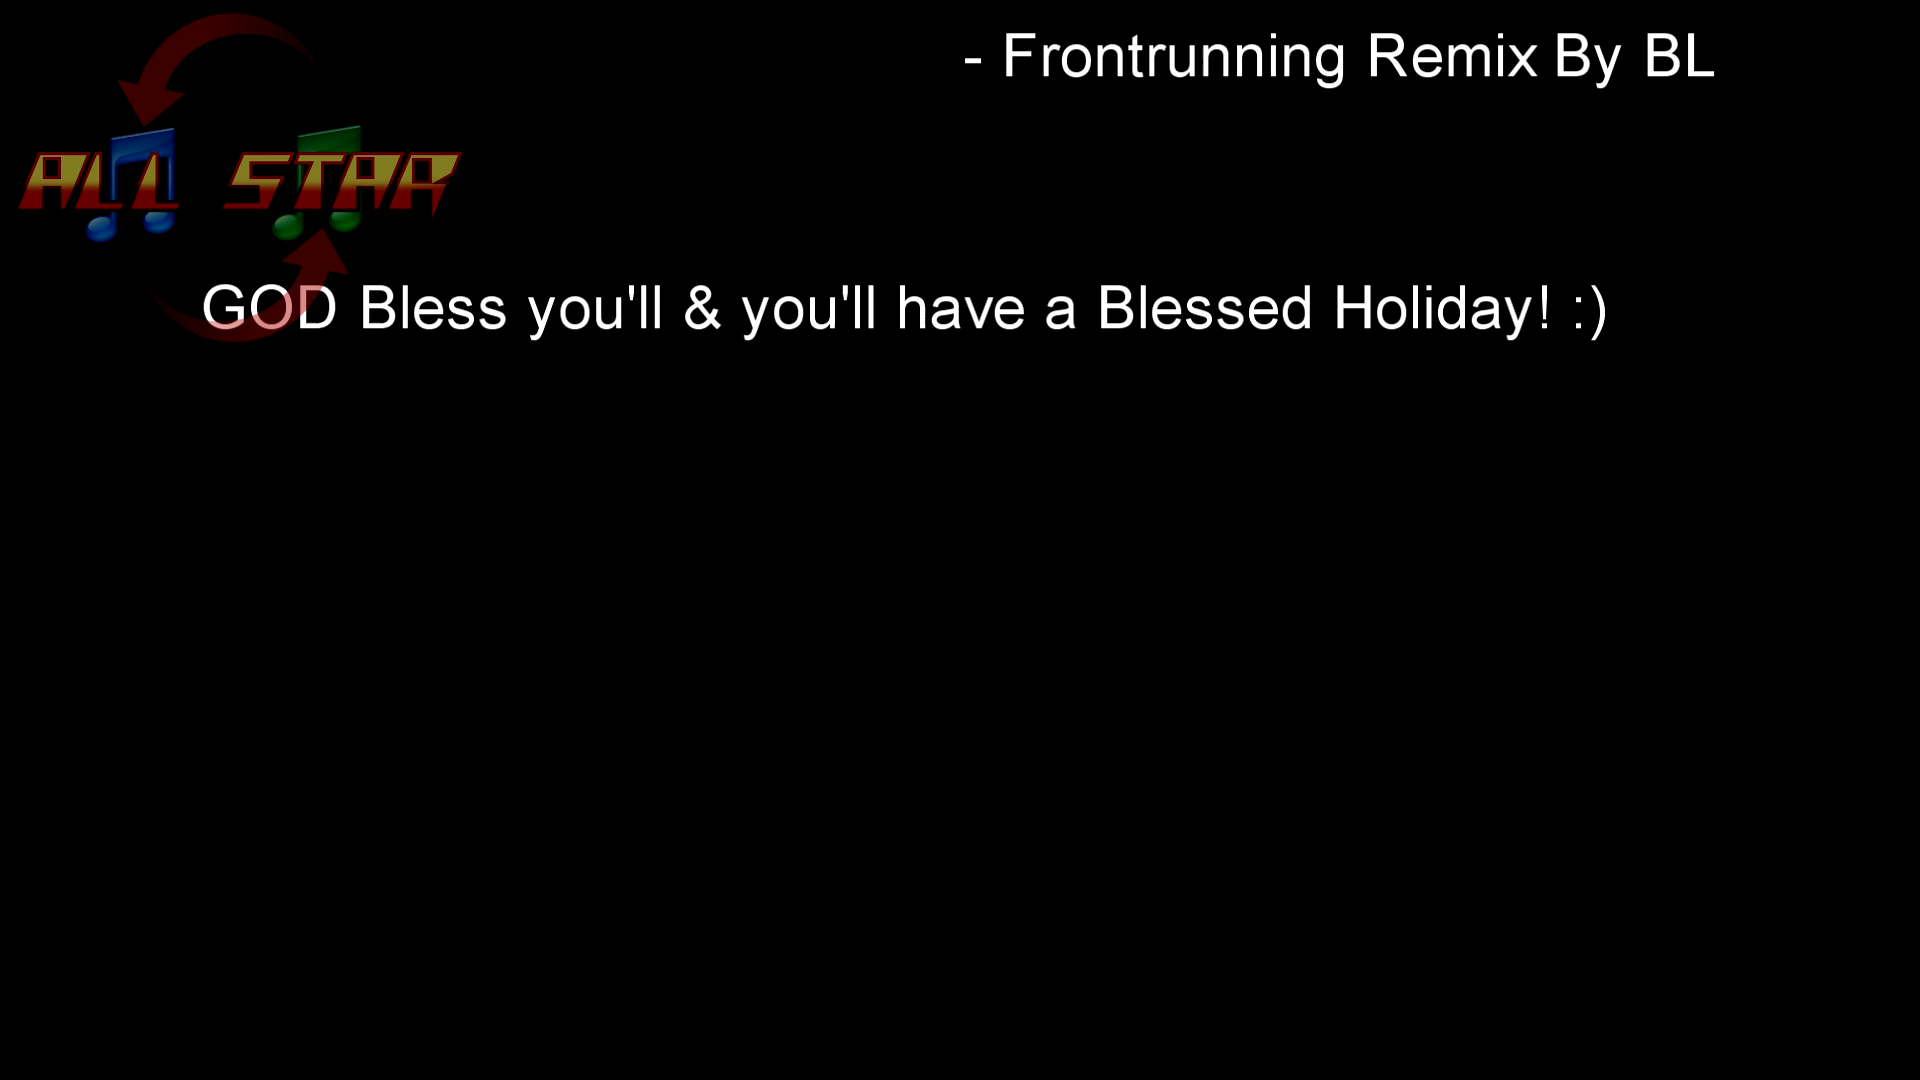 - Frontrunning Remix By BL
ALL STAR
GOD Bless you'll & you'll have a Blessed Holiday! :)